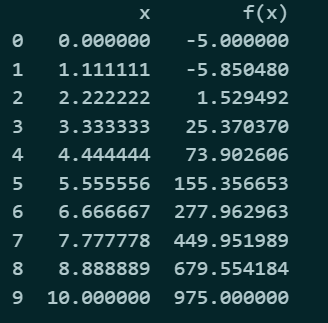 x f(x)
0 0.000000 -5.000000
1 1.111111 -5.850480
2 2.222222 1.529492
3 3.333333 25.370370
4 4.444444 73.902606
5 5.555556 155.356653
6 6.666667 277.962963
7 7.777778 449.951989
8 8.888889 679.554184
9 10.000000 975.000000